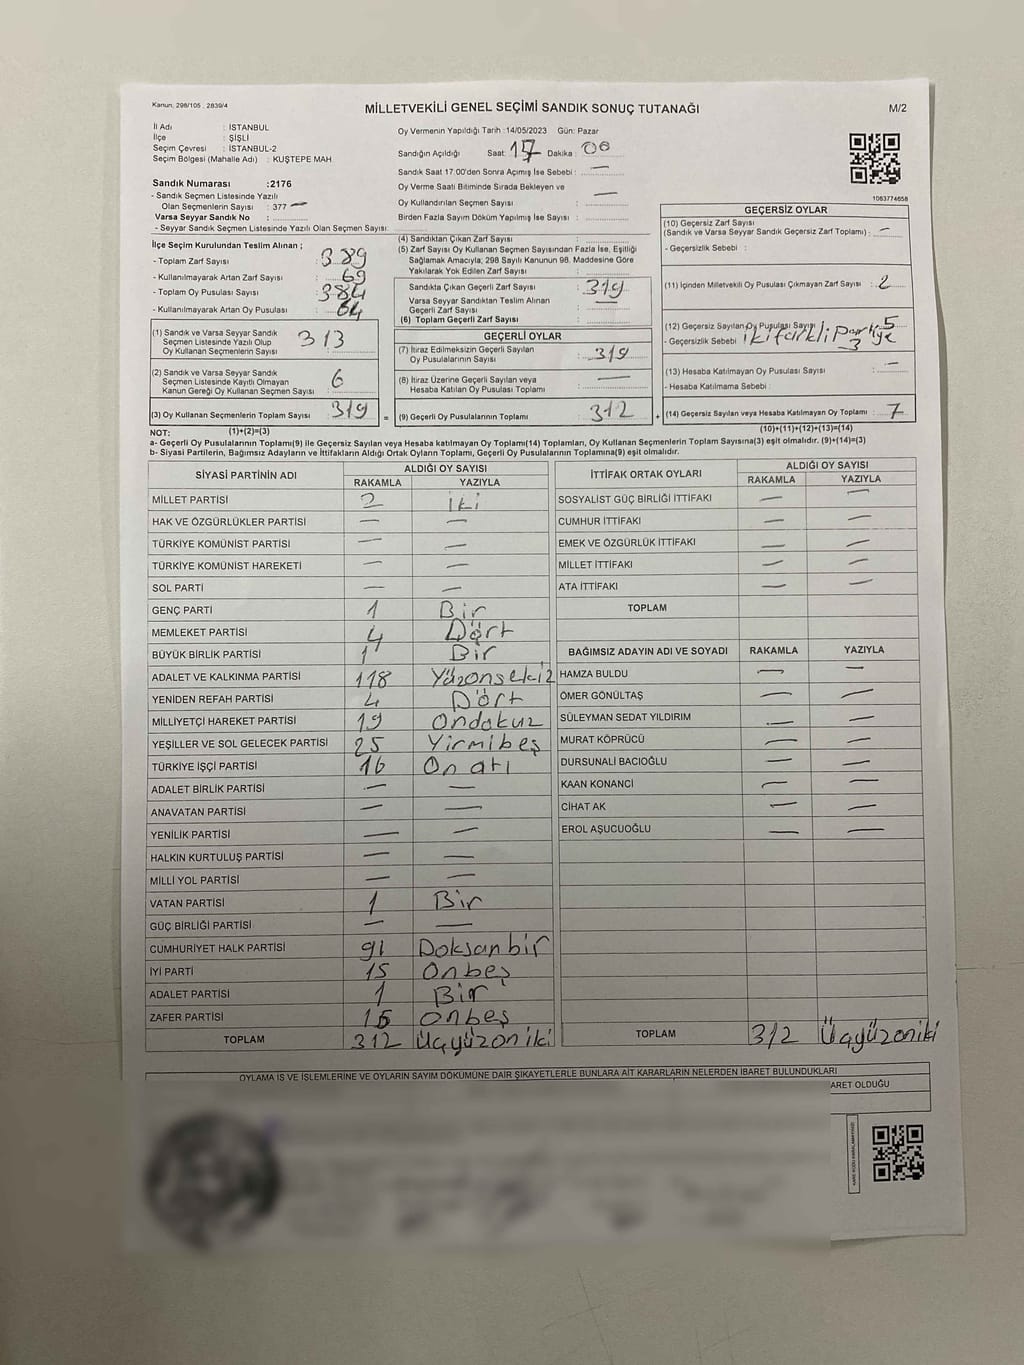 Kanun, 298/105 , 2839/4
MİLLETVEKİLİ GENEL SEÇİMİ SANDIK SONUÇ TUTANAĞI
M/2
İl Adı : İSTANBUL
İlçe : ŞİŞLİ
Seçim Çevresi : İSTANBUL-2
Seçim Bölgesi (Mahalle Adı) : KUŞTEPE MAH.
Sandık Numarası :2176
- Sandık Seçmen Listesinde Yazılı
Olan Seçmenlerin Sayısı : 377 —
Varsa Seyyar Sandık No :
- Seyyar Sandık Seçmen Listesinde Yazılı Olan Seçmen Sayısı:
Oy Vermenin Yapıldığı Tarih :14/05/2023 Gün: Pazar
Sandığın Açıldığı Saat: 17 Dakika : 00
Sandık Saat 17.00'den Sonra Açılmış İse Sebebi : —
Oy Verme Saati Bitiminde Sırada Bekleyen ve
Oy Kullandırılan Seçmen Sayısı : —
Birden Fazla Sayım Döküm Yapılmış İse Sayısı :
1063774658
İlçe Seçim Kurulundan Teslim Alınan ;
- Toplam Zarf Sayısı : 389
- Kullanılmayarak Artan Zarf Sayısı : 69
- Toplam Oy Pusulası Sayısı : 384
- Kullanılmayarak Artan Oy Pusulası : 64
(1) Sandık ve Varsa Seyyar Sandık
Seçmen Listesinde Yazılı Olup
Oy Kullanan Seçmenlerin Sayısı : 313
(2) Sandık ve Varsa Seyyar Sandık
Seçmen Listesinde Kayıtlı Olmayan
Kanun Gereği Oy Kullanan Seçmen Sayısı : 6
(3) Oy Kullanan Seçmenlerin Toplam Sayısı : 319 =
(1)+(2)=(3)
(4) Sandıktan Çıkan Zarf Sayısı :
(5) Zarf Sayısı Oy Kullanan Seçmen Sayısından Fazla İse, Eşitliği
Sağlamak Amacıyla; 298 Sayılı Kanunun 98. Maddesine Göre
Yakılarak Yok Edilen Zarf Sayısı :
Sandıkta Çıkan Geçerli Zarf Sayısı : 319
Varsa Seyyar Sandıktan Teslim Alınan
Geçerli Zarf Sayısı : —
(6) Toplam Geçerli Zarf Sayısı :
GEÇERLİ OYLAR
(7) İtiraz Edilmeksizin Geçerli Sayılan
Oy Pusulalarının Sayısı : 319
(8) İtiraz Üzerine Geçerli Sayılan veya
Hesaba Katılan Oy Pusulası Toplamı : —
(9) Geçerli Oy Pusulalarının Toplamı : 312 +
GEÇERSİZ OYLAR
(10) Geçersiz Zarf Sayısı
(Sandık ve Varsa Seyyar Sandık Geçersiz Zarf Toplamı) : —
- Geçersizlik Sebebi :
(11) İçinden Milletvekili Oy Pusulası Çıkmayan Zarf Sayısı : 2
(12) Geçersiz Sayılan Oy Pusulası Sayısı : 5
- Geçersizlik Sebebi : iki farklı
3
(13) Hesaba Katılmayan Oy Pusulası Sayısı : —
- Hesaba Katılmama Sebebi :
(14) Geçersiz Sayılan veya Hesaba Katılmayan Oy Toplamı : 7
(10)+(11)+(12)+(13)=(14)
NOT:
a- Geçerli Oy Pusulalarının Toplamı(9) ile Geçersiz Sayılan veya Hesaba katılmayan Oy Toplamı(14) Toplamları, Oy Kullanan Seçmenlerin Toplam Sayısına(3) eşit olmalıdır. (9)+(14)=(3)
b- Siyasi Partilerin, Bağımsız Adayların ve İttifakların Aldığı Ortak Oyların Toplamı, Geçerli Oy Pusulalarının Toplamına(9) eşit olmalıdır.
SİYASİ PARTİNİN ADI ALDIĞI OY SAYISI
RAKAMLA YAZIYLA
MİLLET PARTİSİ 2 İki
HAK VE ÖZGÜRLÜKLER PARTİSİ — —
TÜRKİYE KOMÜNİST PARTİSİ — —
TÜRKİYE KOMÜNİST HAREKETİ — —
SOL PARTİ — —
GENÇ PARTİ 1 Bir
MEMLEKET PARTİSİ 4 Dört
BÜYÜK BİRLİK PARTİSİ 1 Bir
ADALET VE KALKINMA PARTİSİ 118 Yüzonsekiz
YENİDEN REFAH PARTİSİ 4 Dört
MİLLİYETÇİ HAREKET PARTİSİ 19 Ondokuz
YEŞİLLER VE SOL GELECEK PARTİSİ 25 Yirmibeş
TÜRKİYE İŞÇİ PARTİSİ 16 On atı
ADALET BİRLİK PARTİSİ — —
ANAVATAN PARTİSİ — —
YENİLİK PARTİSİ — —
HALKIN KURTULUŞ PARTİSİ — —
MİLLİ YOL PARTİSİ — —
VATAN PARTİSİ 1 Bir
GÜÇ BİRLİĞİ PARTİSİ — —
CUMHURİYET HALK PARTİSİ 91 Doksanbir
İYİ PARTİ 15 Onbeş
ADALET PARTİSİ 1 Bir
ZAFER PARTİSİ 15 Onbeş
TOPLAM 312 Üçyüzoniki
İTTİFAK ORTAK OYLARI ALDIĞI OY SAYISI
RAKAMLA YAZIYLA
SOSYALİST GÜÇ BİRLİĞİ İTTİFAKI — —
CUMHUR İTTİFAKI — —
EMEK VE ÖZGÜRLÜK İTTİFAKI — —
MİLLET İTTİFAKI — —
ATA İTTİFAKI — —
TOPLAM
BAĞIMSIZ ADAYIN ADI VE SOYADI RAKAMLA YAZIYLA
HAMZA BULDU — —
ÖMER GÖNÜLTAŞ — —
SÜLEYMAN SEDAT YILDIRIM — —
MURAT KÖPRÜCÜ — —
DURSUNALİ BACIOĞLU — —
KAAN KONANCİ — —
CİHAT AK — —
EROL AŞUCUOĞLU — —
TOPLAM 312 Üçyüzoniki
OYLAMA İŞ VE İŞLEMLERİNE VE OYLARIN SAYIM DÖKÜMÜNE DAİR ŞİKAYETLERLE BUNLARA AİT KARARLARIN NELERDEN İBARET BULUNDUKLARI
ARET OLDUĞU